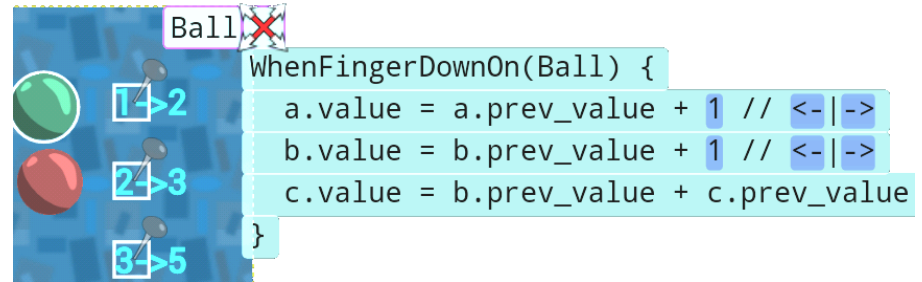 Ball
WhenFingerDownOn(Ball) {
1->2
a.value = a.prev_value + 1 // <-|->
b.value = b.prev_value + 1 // <-|->
2->3
c.value = b.prev_value + c.prev_value
}
3->5